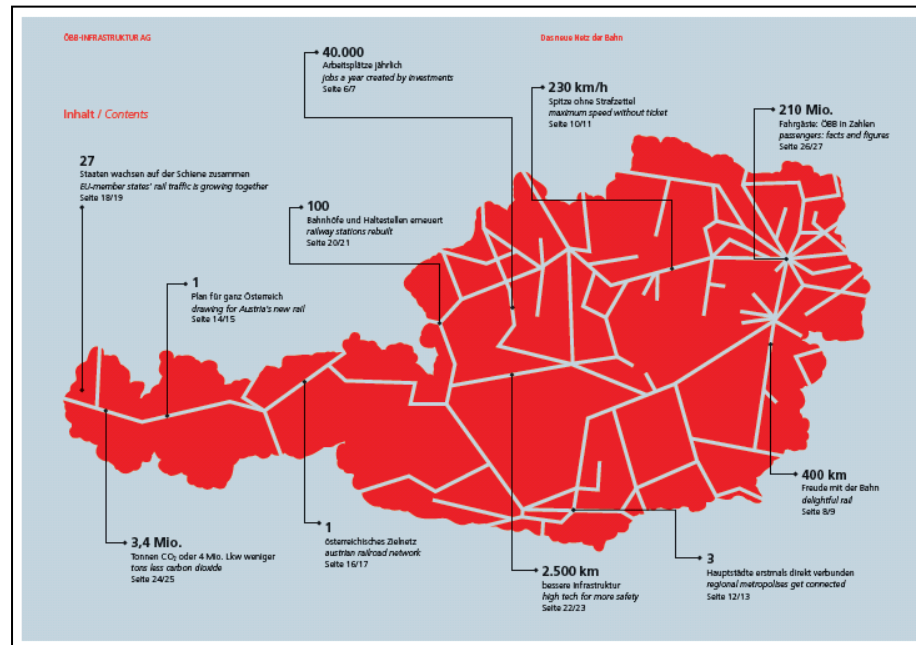 ÖBB-INFRASTRUKTUR AG
Das neue Netz der Bahn
Inhalt / Contents
40.000
Arbeitsplätze jährlich
jobs a year created by investments
Seite 6/7
230 km/h
Spitze ohne Strafzettel
maximum speed without ticket
Seite 10/11
210 Mio.
Fahrgäste: ÖBB in Zahlen
passengers: facts and figures
Seite 26/27
27
Staaten wachsen auf der Schiene zusammen
EU-member states' rail traffic is growing together
Seite 18/19
100
Bahnhöfe und Haltestellen erneuert
railway stations rebuilt
Seite 20/21
1
Plan für ganz Österreich
drawing for Austria's new rail
Seite 14/15
400 km
Freude mit der Bahn
delightful rail
Seite 8/9
3,4 Mio.
Tonnen CO₂ oder 4 Mio. Lkw weniger
tons less carbon dioxide
Seite 24/25
1
österreichisches Zielnetz
austrian railroad network
Seite 16/17
2.500 km
bessere Infrastruktur
high tech for more safety
Seite 22/23
3
Hauptstädte erstmals direkt verbunden
regional metropolises get connected
Seite 12/13